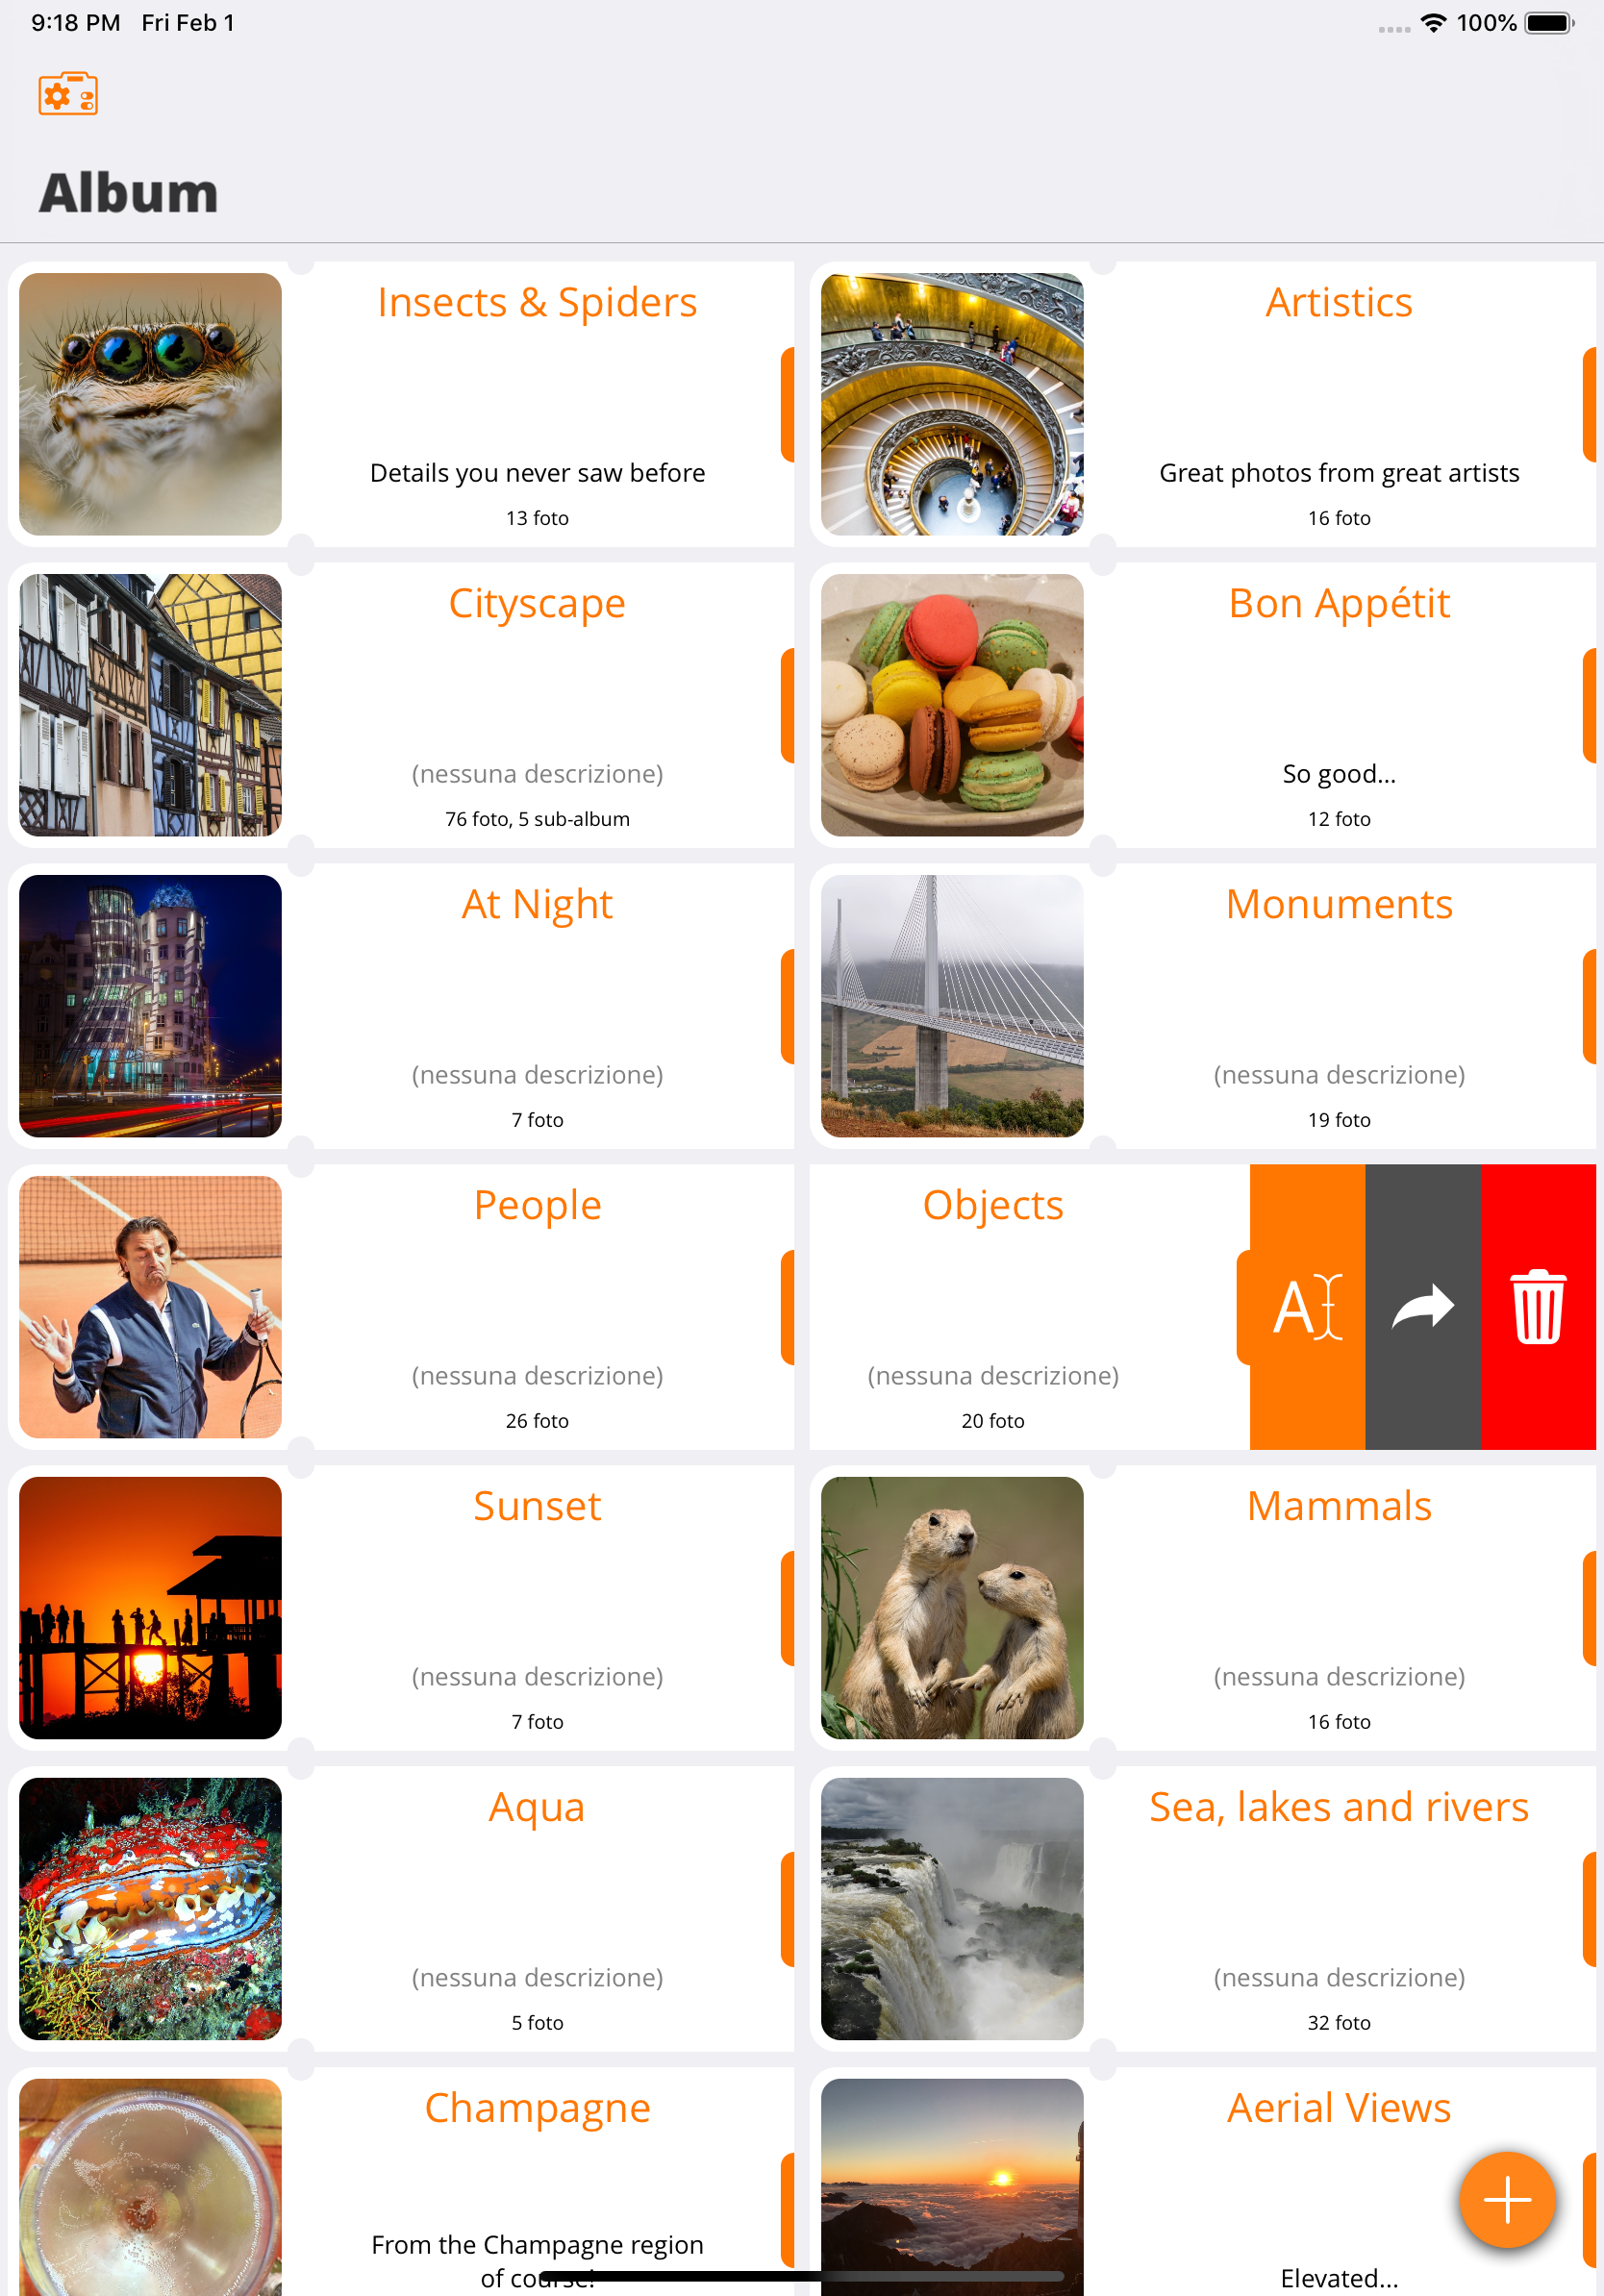 9:18 PM Fri Feb 1
100%
Album
Insects & Spiders
Details you never saw before
13 foto
Artistics
Great photos from great artists
16 foto
Cityscape
(nessuna descrizione)
76 foto, 5 sub-album
Bon Appétit
So good...
12 foto
At Night
(nessuna descrizione)
7 foto
Monuments
(nessuna descrizione)
19 foto
People
(nessuna descrizione)
26 foto
Objects
(nessuna descrizione)
20 foto
A
Sunset
(nessuna descrizione)
7 foto
Mammals
(nessuna descrizione)
16 foto
Aqua
(nessuna descrizione)
5 foto
Sea, lakes and rivers
(nessuna descrizione)
32 foto
Champagne
From the Champagne region
of course!
Aerial Views
Elevated...